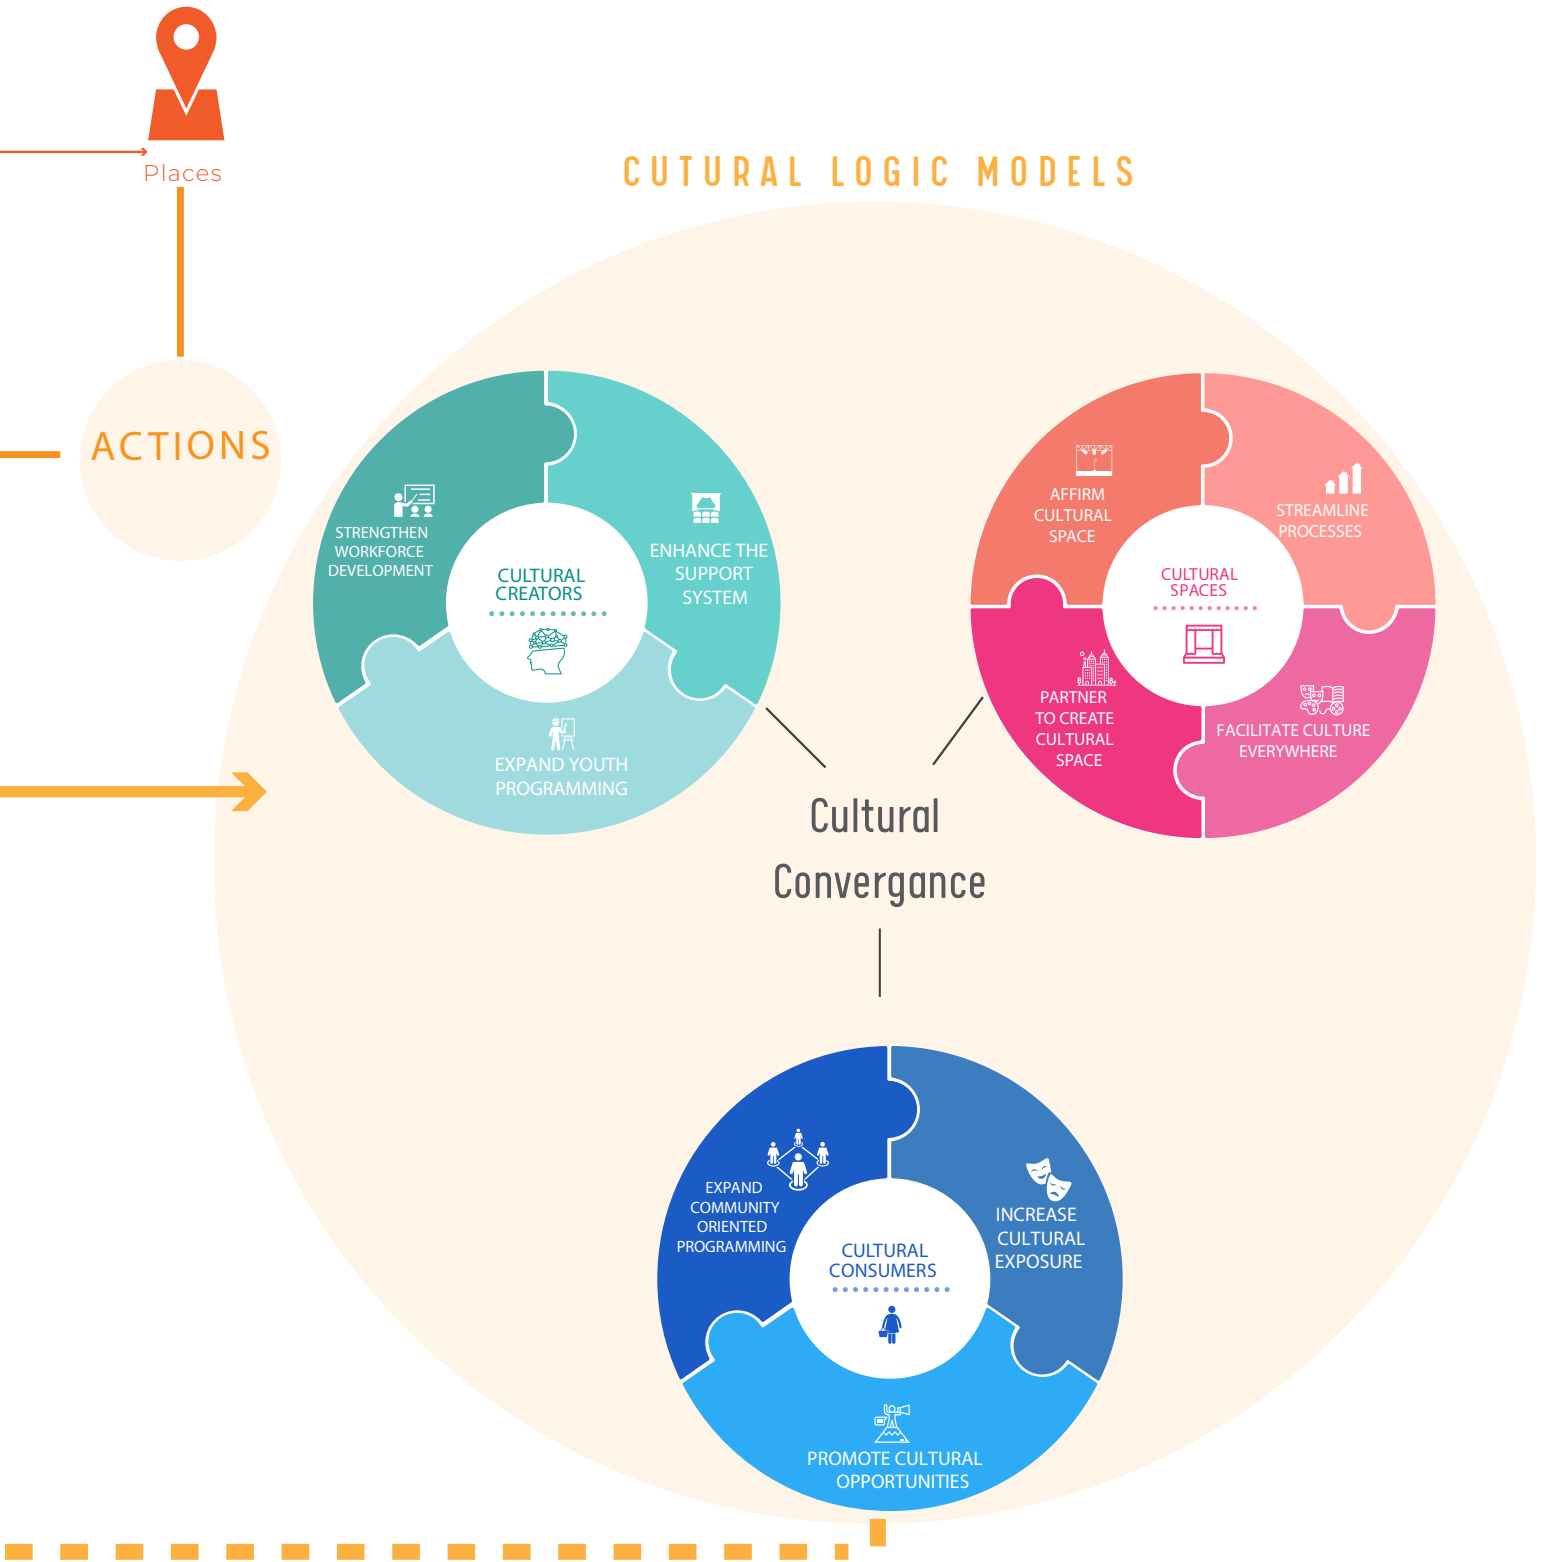 Places
CUTURAL LOGIC MODELS
ACTIONS
STRENGTHEN
WORKFORCE
DEVELOPMENT
ENHANCE THE
SUPPORT
SYSTEM
CULTURAL
CREATORS
EXPAND YOUTH
PROGRAMMING
AFFIRM
CULTURAL
SPACE
STREAMLINE
PROCESSES
CULTURAL
SPACES
PARTNER
TO CREATE
CULTURAL
SPACE
FACILITATE CULTURE
EVERYWHERE
Cultural
Convergance
EXPAND
COMMUNITY
ORIENTED
PROGRAMMING
INCREASE
CULTURAL
EXPOSURE
CULTURAL
CONSUMERS
PROMOTE CULTURAL
OPPORTUNITIES